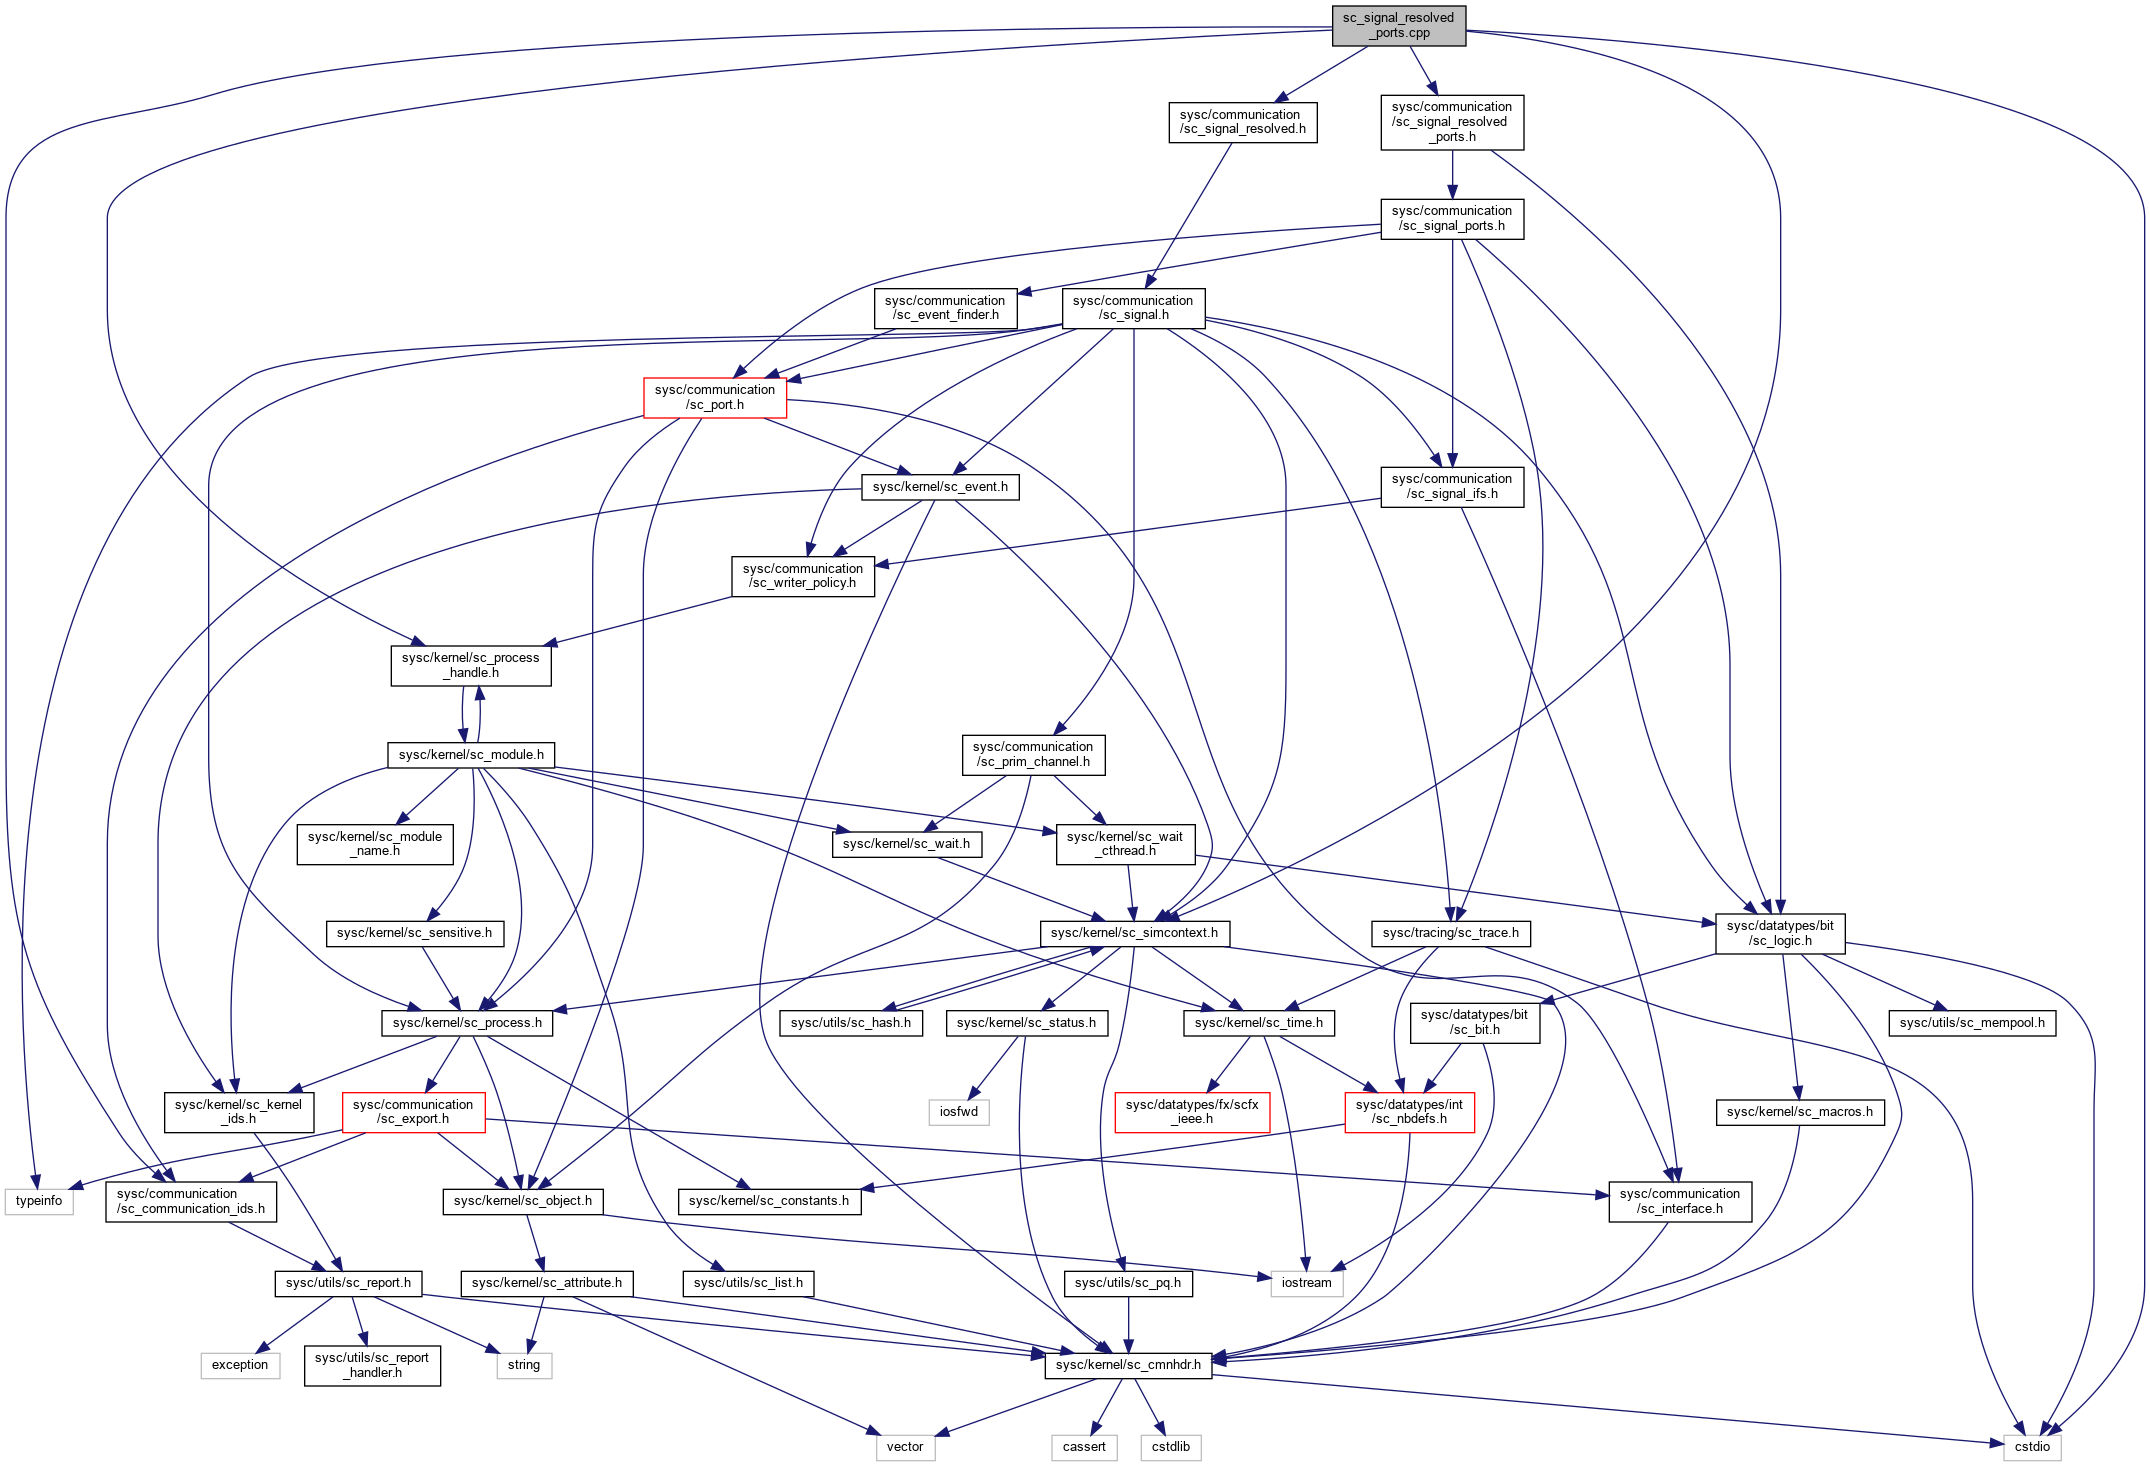 sc_signal_resolved
_ports.cpp
sysc/communication
/sc_signal_resolved.h
sysc/communication
/sc_signal_resolved
_ports.h
sysc/communication
/sc_signal_ports.h
sysc/communication
/sc_event_finder.h
sysc/communication
/sc_signal.h
sysc/communication
/sc_port.h
sysc/kernel/sc_event.h
sysc/communication
/sc_signal_ifs.h
sysc/communication
/sc_writer_policy.h
sysc/kernel/sc_process
_handle.h
sysc/kernel/sc_module.h
sysc/communication
/sc_prim_channel.h
sysc/kernel/sc_module
_name.h
sysc/kernel/sc_wait.h
sysc/kernel/sc_wait
_cthread.h
sysc/kernel/sc_sensitive.h
sysc/kernel/sc_simcontext.h
sysc/tracing/sc_trace.h
sysc/datatypes/bit
/sc_logic.h
sysc/kernel/sc_process.h
sysc/utils/sc_hash.h
sysc/kernel/sc_status.h
sysc/kernel/sc_time.h
sysc/datatypes/bit
/sc_bit.h
sysc/utils/sc_mempool.h
sysc/kernel/sc_kernel
_ids.h
sysc/communication
/sc_export.h
iosfwd
sysc/datatypes/fx/scfx
_ieee.h
sysc/datatypes/int
/sc_nbdefs.h
sysc/kernel/sc_macros.h
typeinfo
sysc/communication
/sc_communication_ids.h
sysc/kernel/sc_object.h
sysc/kernel/sc_constants.h
sysc/communication
/sc_interface.h
sysc/utils/sc_report.h
sysc/kernel/sc_attribute.h
sysc/utils/sc_list.h
sysc/utils/sc_pq.h
iostream
exception
sysc/utils/sc_report
_handler.h
string
sysc/kernel/sc_cmnhdr.h
vector
cassert
cstdlib
cstdio